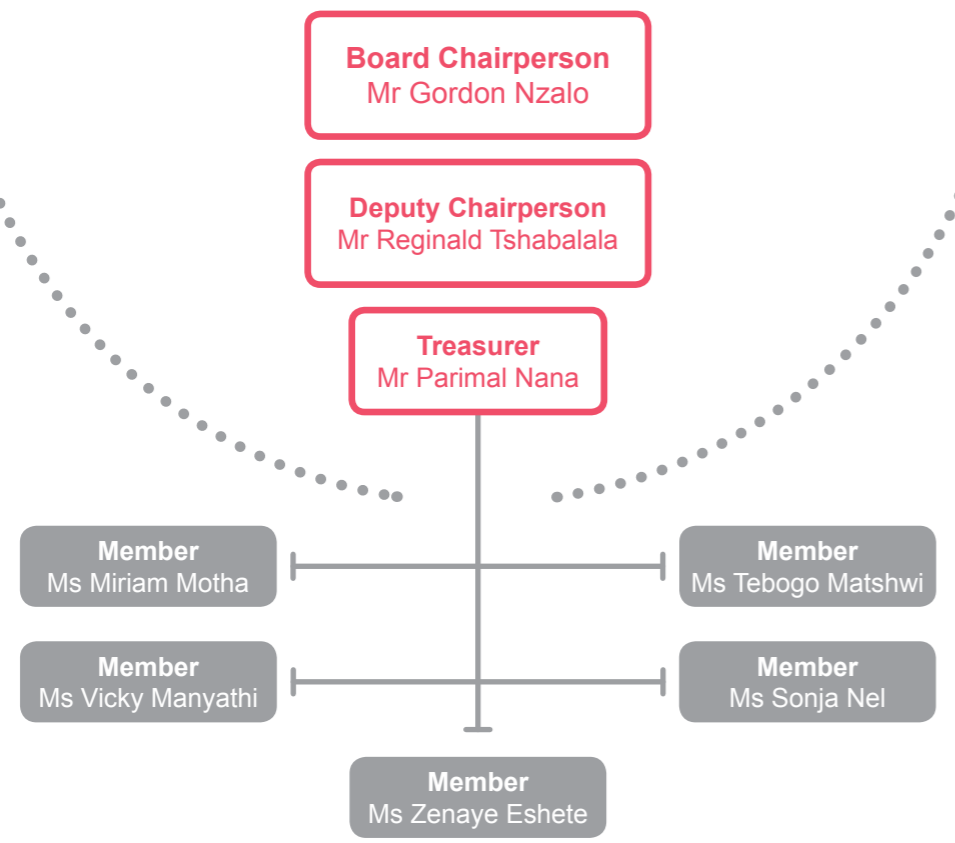 Board Chairperson
Mr Gordon Nzalo
Deputy Chairperson
Mr Reginald Tshabalala
Treasurer
Mr Parimal Nana
Member
Ms Miriam Motha
Member
Ms Tebogo Matshwi
Member
Ms Vicky Manyathi
Member
Ms Sonja Nel
Member
Ms Zenaye Eshete